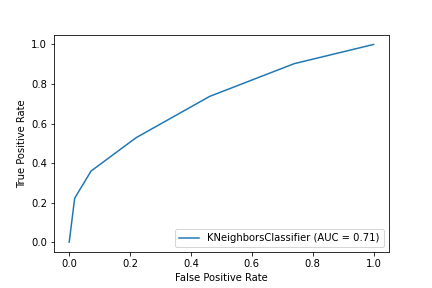 1.0
0.8
0.6
0.4
0.2
0.0
True Positive Rate
KNeighborsClassifier (AUC = 0.71)
0.0 0.2 0.4 0.6 0.8 1.0
False Positive Rate